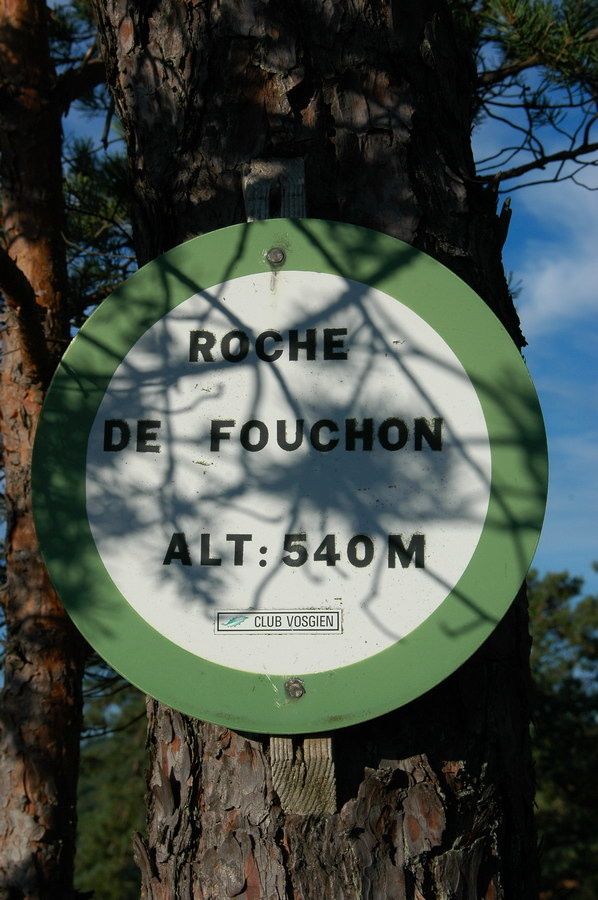 ROCHE
DE FOUCHON
ALT: 540M
CLUB VOSGIEN